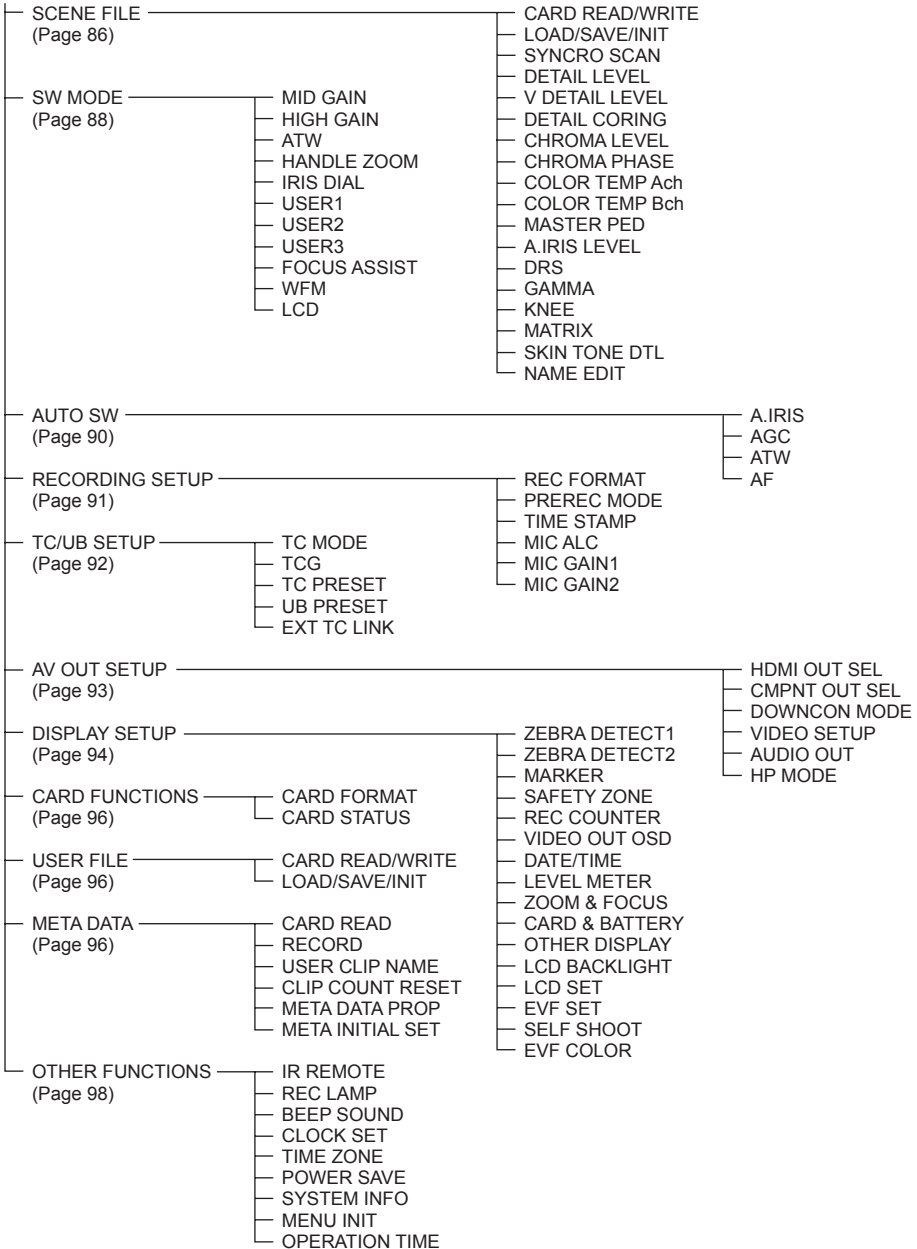 SCENE FILE
(Page 86)
CARD READ/WRITE
LOAD/SAVE/INIT
SYNCRO SCAN
DETAIL LEVEL
V DETAIL LEVEL
DETAIL CORING
CHROMA LEVEL
CHROMA PHASE
COLOR TEMP Ach
COLOR TEMP Bch
MASTER PED
A.IRIS LEVEL
DRS
GAMMA
KNEE
MATRIX
SKIN TONE DTL
NAME EDIT
SW MODE
(Page 88)
MID GAIN
HIGH GAIN
ATW
HANDLE ZOOM
IRIS DIAL
USER1
USER2
USER3
FOCUS ASSIST
WFM
LCD
AUTO SW
(Page 90)
A.IRIS
AGC
ATW
AF
RECORDING SETUP
(Page 91)
REC FORMAT
PREREC MODE
TIME STAMP
MIC ALC
MIC GAIN1
MIC GAIN2
TC/UB SETUP
(Page 92)
TC MODE
TCG
TC PRESET
UB PRESET
EXT TC LINK
AV OUT SETUP
(Page 93)
HDMI OUT SEL
CMPNT OUT SEL
DOWNCON MODE
VIDEO SETUP
AUDIO OUT
HP MODE
DISPLAY SETUP
(Page 94)
ZEBRA DETECT1
ZEBRA DETECT2
MARKER
SAFETY ZONE
REC COUNTER
VIDEO OUT OSD
DATE/TIME
LEVEL METER
ZOOM & FOCUS
CARD & BATTERY
OTHER DISPLAY
LCD BACKLIGHT
LCD SET
EVF SET
SELF SHOOT
EVF COLOR
CARD FUNCTIONS
(Page 96)
CARD FORMAT
CARD STATUS
USER FILE
(Page 96)
CARD READ/WRITE
LOAD/SAVE/INIT
META DATA
(Page 96)
CARD READ
RECORD
USER CLIP NAME
CLIP COUNT RESET
META DATA PROP
META INITIAL SET
OTHER FUNCTIONS
(Page 98)
IR REMOTE
REC LAMP
BEEP SOUND
CLOCK SET
TIME ZONE
POWER SAVE
SYSTEM INFO
MENU INIT
OPERATION TIME